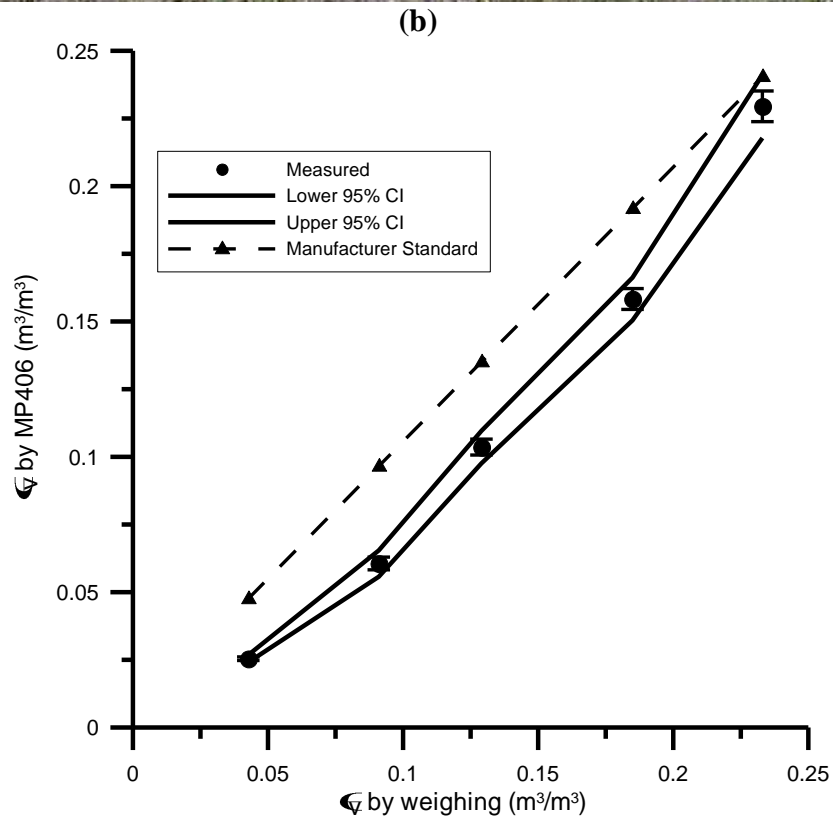 (b)
0.25
0.2
0.15
0.1
0.05
0
Measured
Lower 95% CI
Upper 95% CI
Manufacturer Standard
by MP406 (m³/m³)
0
0.05
0.1
0.15
0.2
0.25
by weighing (m³/m³)